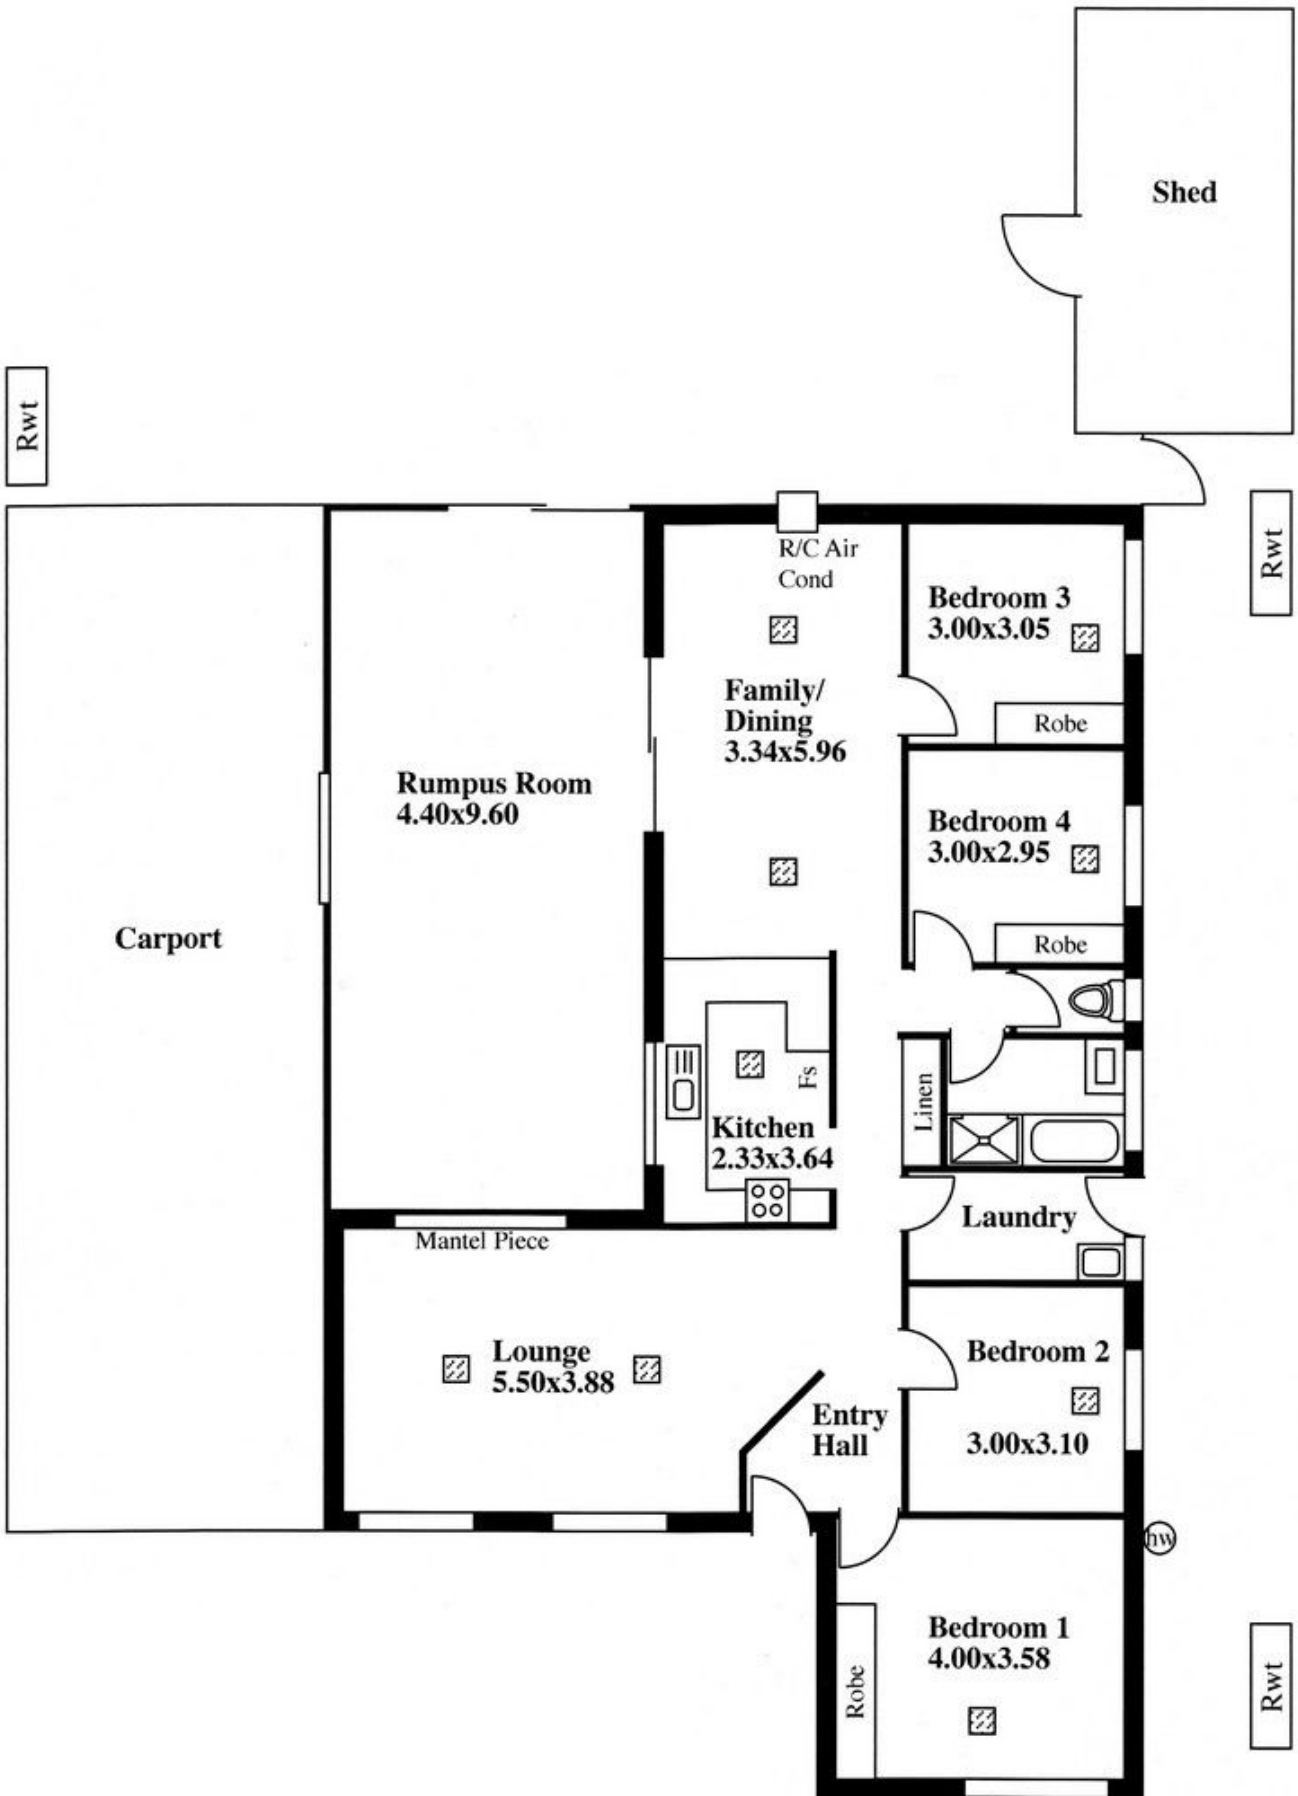 Shed
Rwt
Rwt
R/C Air
Cond
Bedroom 3
3.00x3.05
Robe
Family/
Dining
3.34x5.96
Rumpus Room
4.40x9.60
Bedroom 4
3.00x2.95
Robe
Carport
Fs
Linen
Kitchen
2.33x3.64
Laundry
Mantel Piece
Lounge
5.50x3.88
Bedroom 2
3.00x3.10
Entry
Hall
hw
Bedroom 1
4.00x3.58
Robe
Rwt